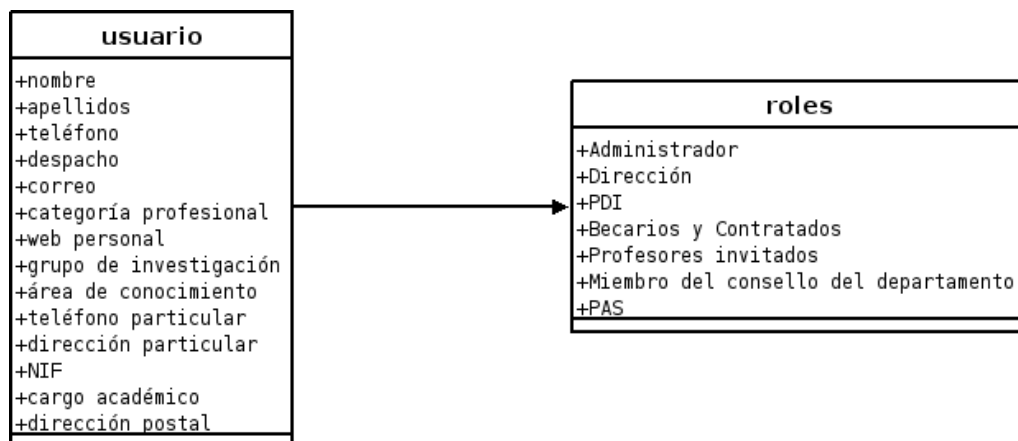 usuario
+nombre
+apellidos
+teléfono
+despacho
+correo
+categoría profesional
+web personal
+grupo de investigación
+área de conocimiento
+teléfono particular
+dirección particular
+NIF
+cargo académico
+dirección postal
roles
+Administrador
+Dirección
+PDI
+Becarios y Contratados
+Profesores invitados
+Miembro del consello del departamento
+PAS